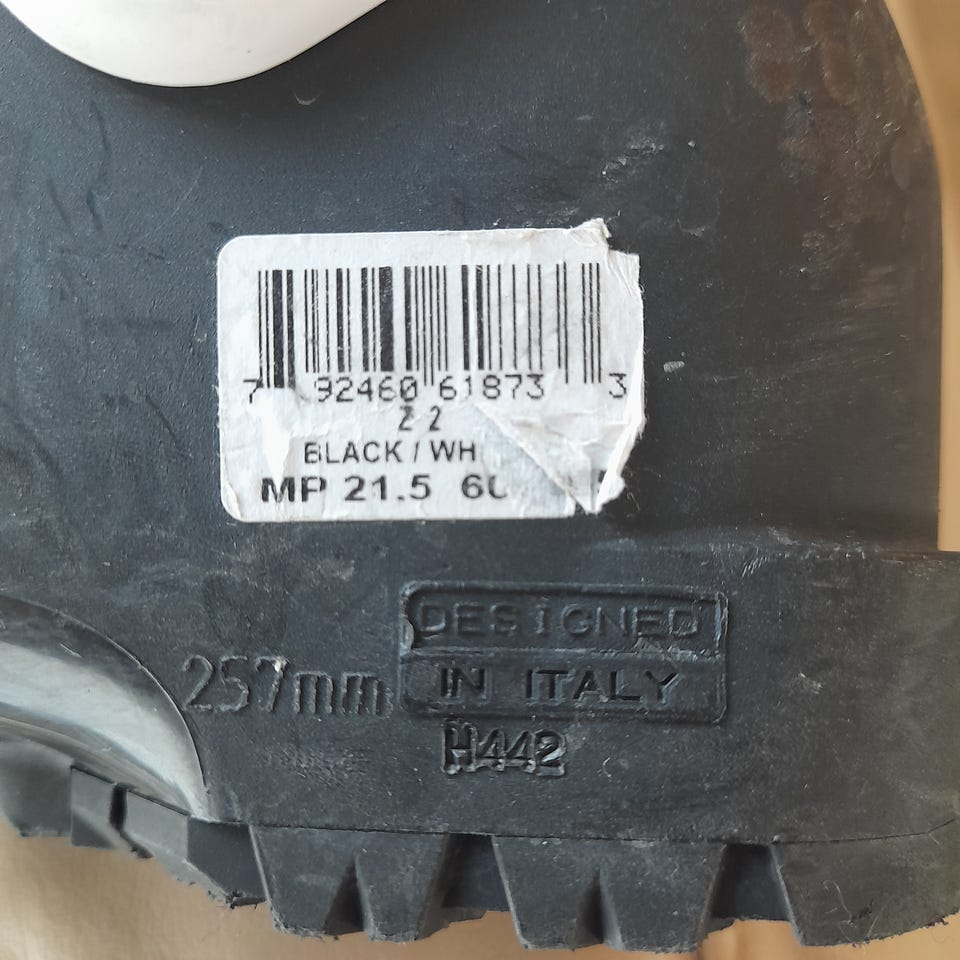 7 92460 61873 3
Z 2
BLACK / WH
MP 21.5 60
DESIGNED
257mm IN ITALY
H442